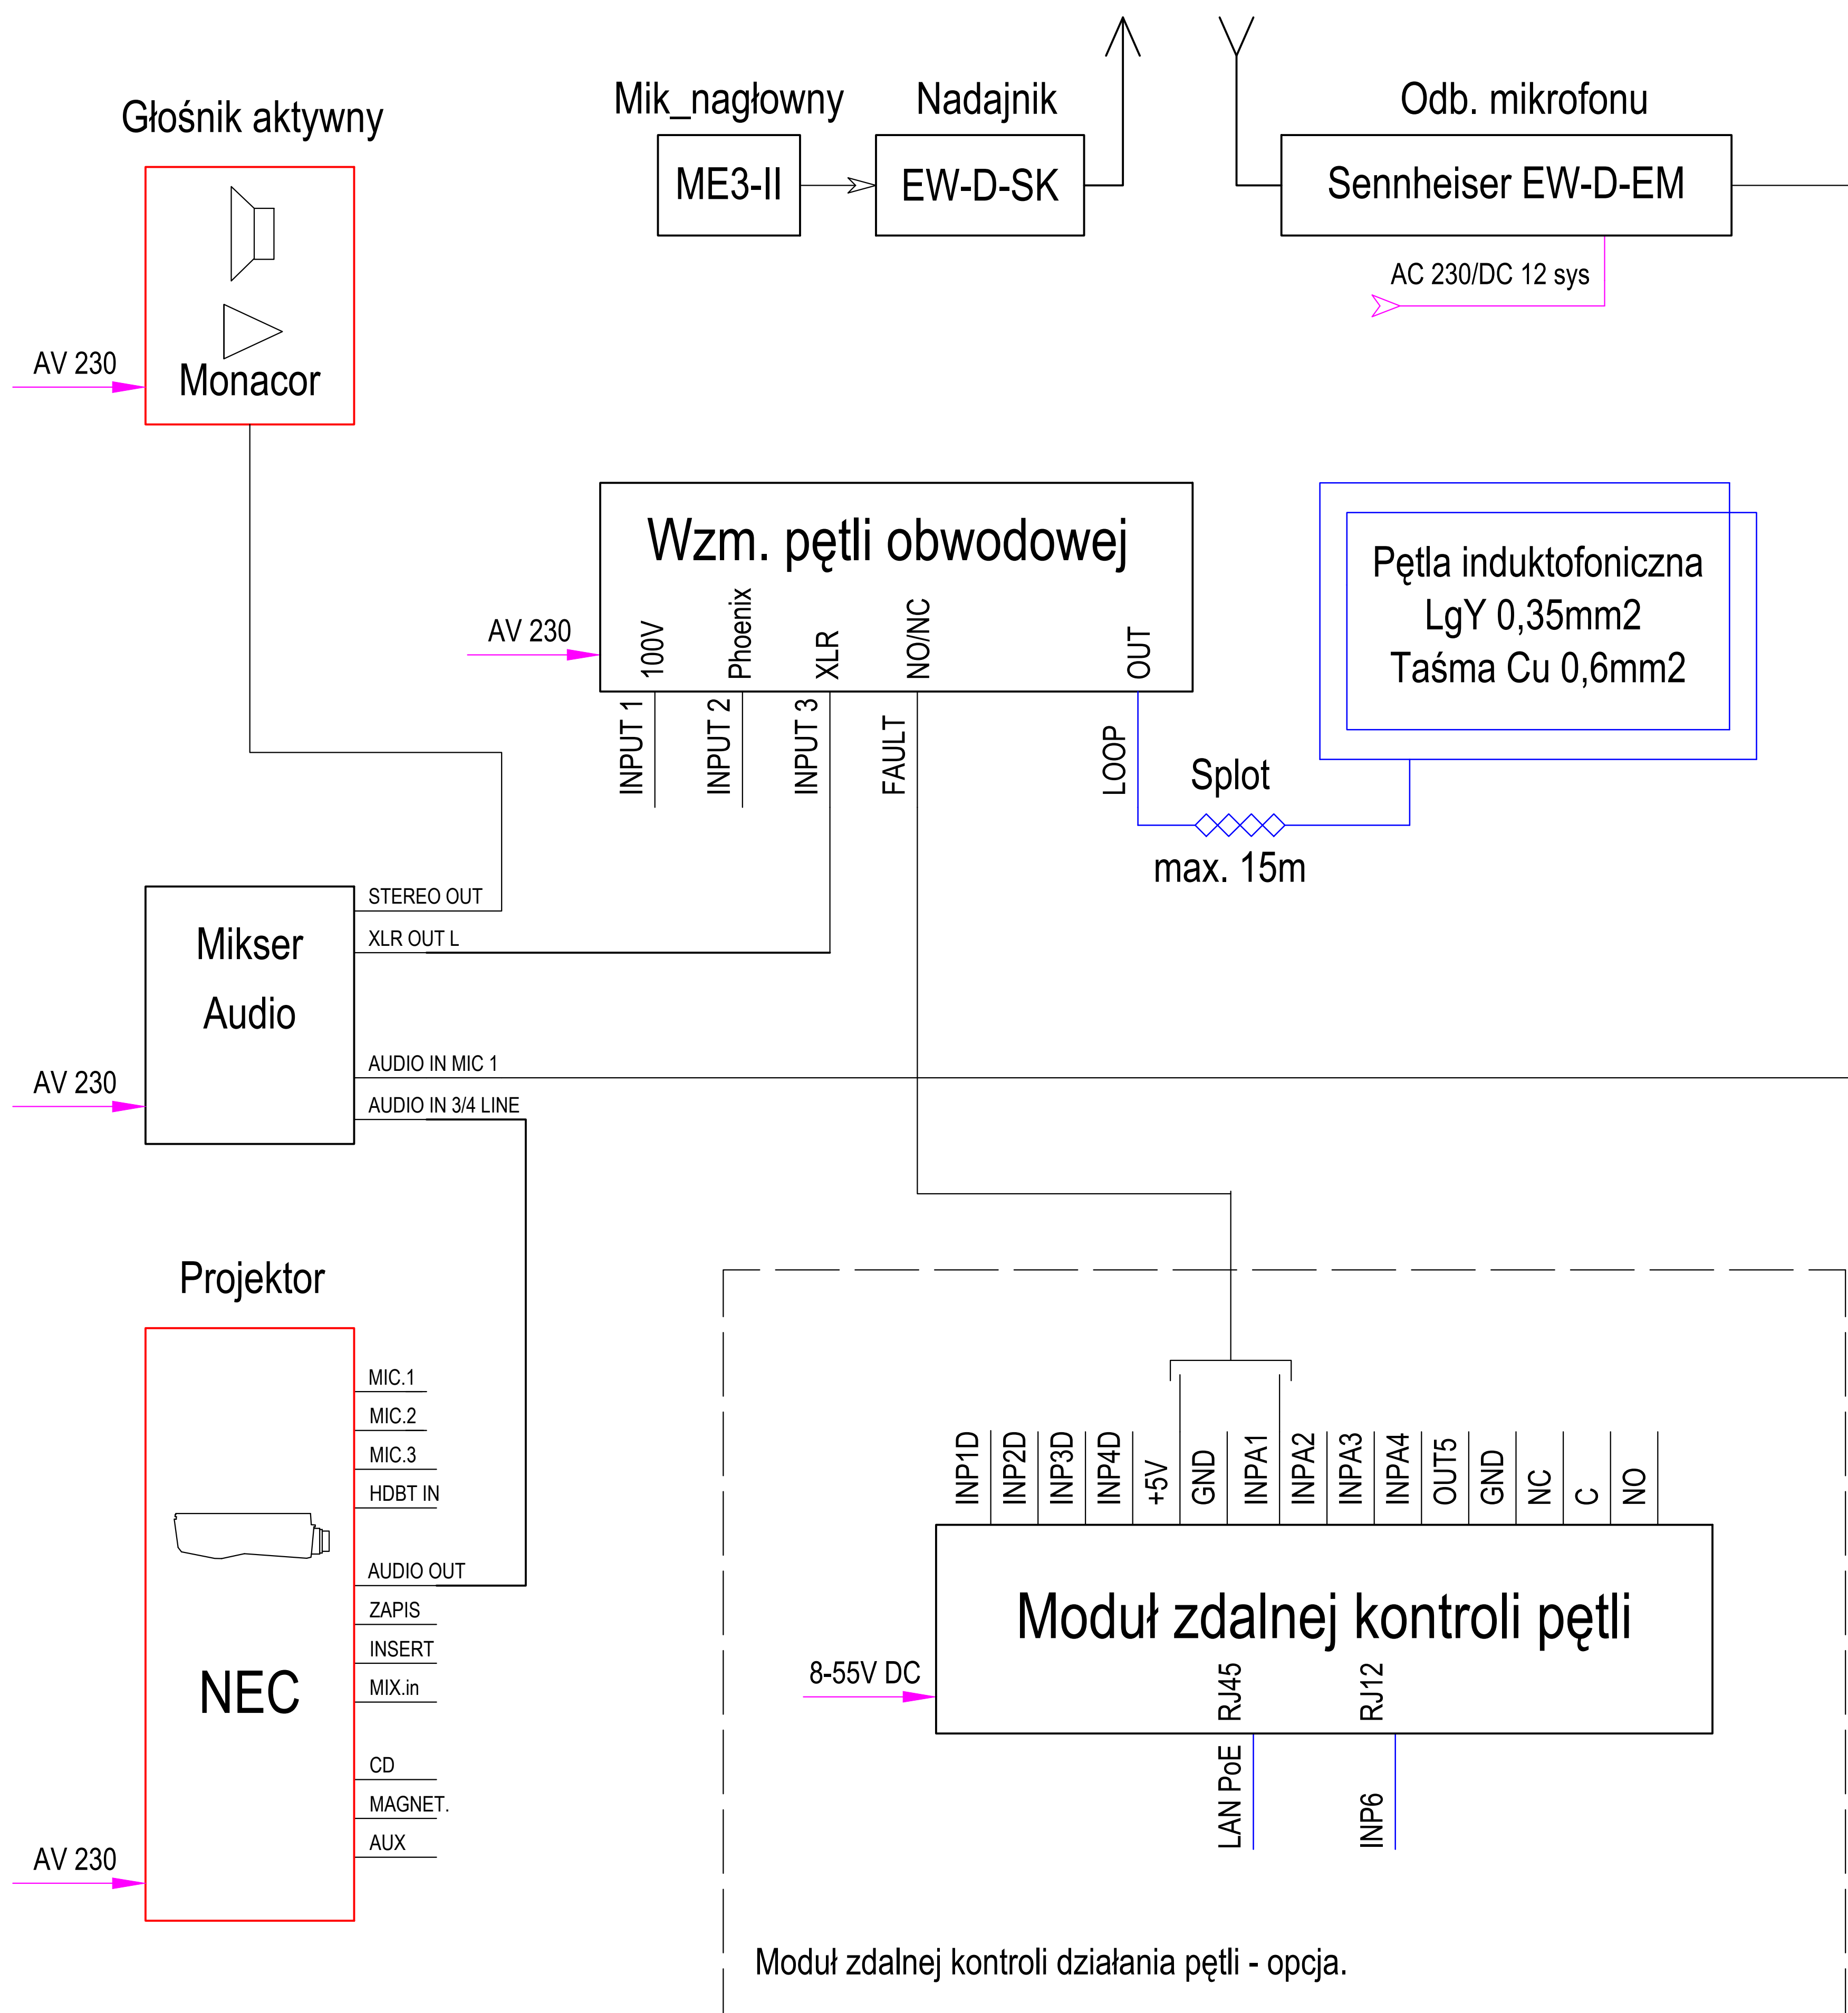 Głośnik aktywny
Monacor
AV 230
Mik_nagłowny
ME3-II
Nadajnik
EW-D-SK
Odb. mikrofonu
Sennheiser EW-D-EM
AC 230/DC 12 sys
Wzm. pętli obwodowej
100V
Phoenix
XLR
NO/NC
OUT
AV 230
INPUT 1
INPUT 2
INPUT 3
FAULT
LOOP
Splot
max. 15m
Pętla induktofoniczna
LgY 0,35mm2
Taśma Cu 0,6mm2
Mikser
Audio
AV 230
STEREO OUT
XLR OUT L
AUDIO IN MIC 1
AUDIO IN 3/4 LINE
Projektor
NEC
AV 230
MIC.1
MIC.2
MIC.3
HDBT IN
AUDIO OUT
ZAPIS
INSERT
MIX.in
CD
MAGNET.
AUX
INP1D
INP2D
INP3D
INP4D
+5V
GND
INPA1
INPA2
INPA3
INPA4
OUT5
GND
NC
C
NO
Moduł zdalnej kontroli pętli
8-55V DC
RJ45
RJ12
LAN PoE
INP6
Moduł zdalnej kontroli działania pętli - opcja.